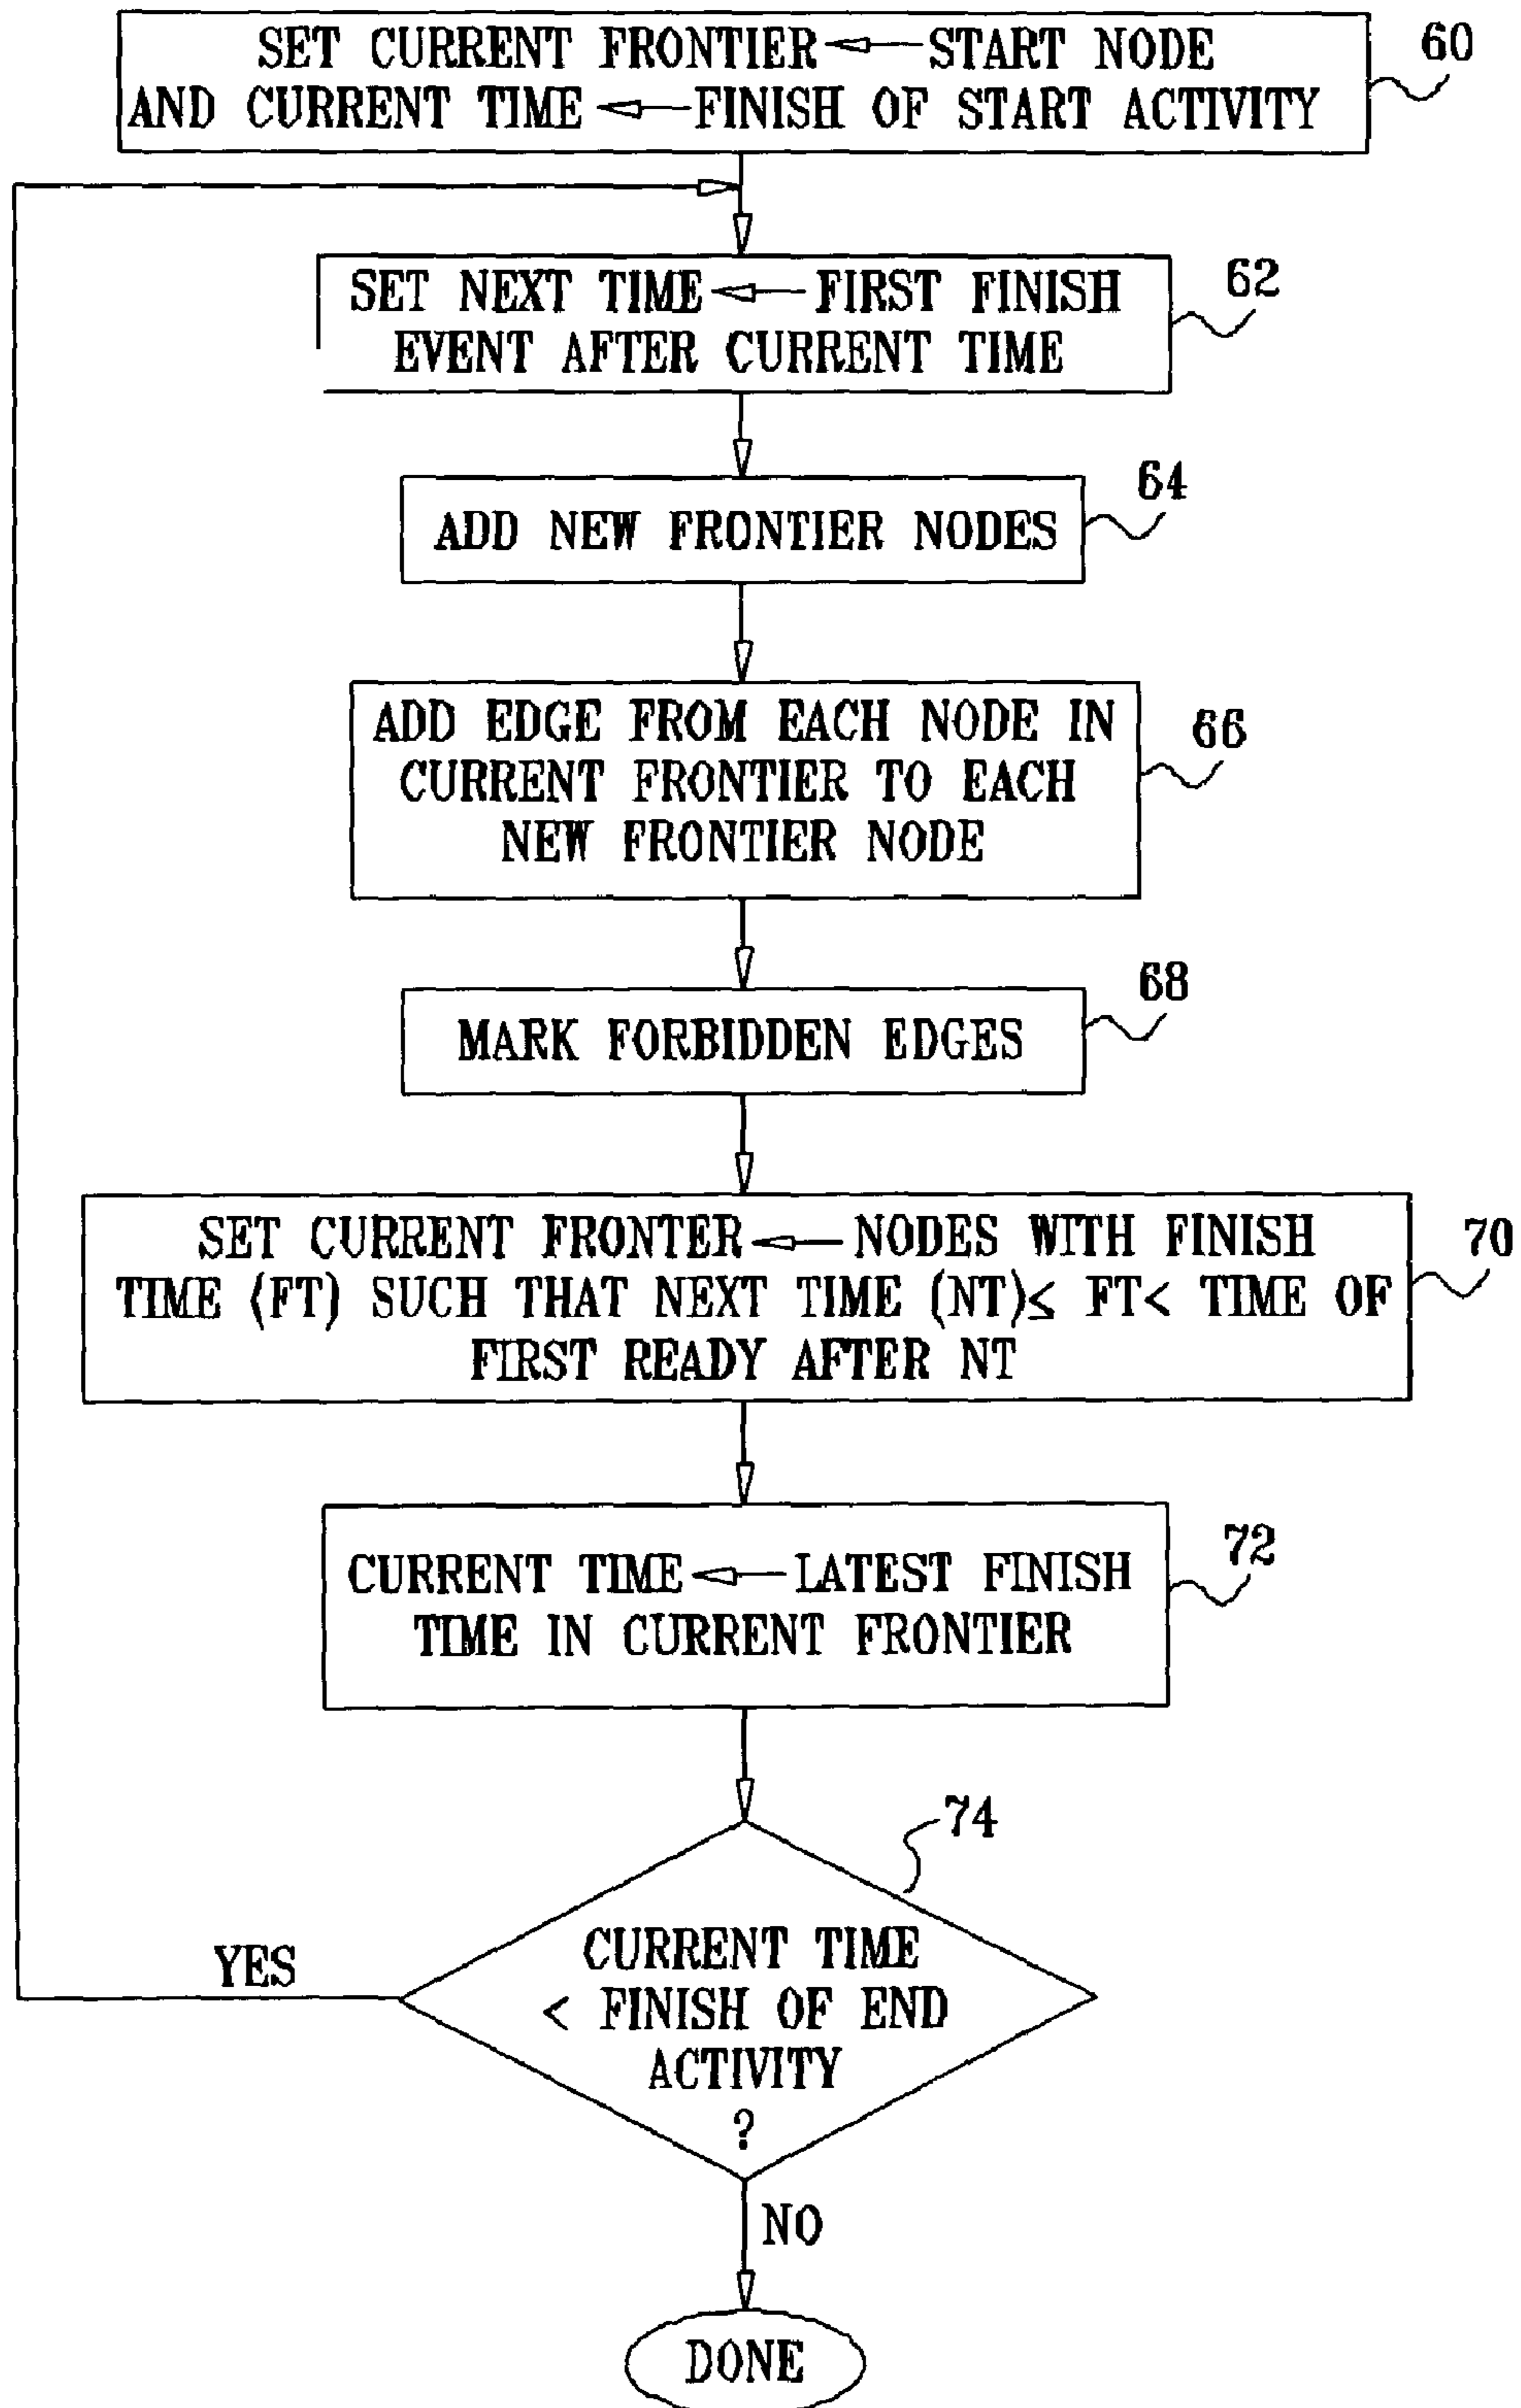 SET CURRENT FRONTIER ← START NODE
AND CURRENT TIME ← FINISH OF START ACTIVITY
60
SET NEXT TIME ← FIRST FINISH
EVENT AFTER CURRENT TIME
62
ADD NEW FRONTIER NODES
64
ADD EDGE FROM EACH NODE IN
CURRENT FRONTIER TO EACH
NEW FRONTIER NODE
66
MARK FORBIDDEN EDGES
68
SET CURRENT FRONTER ← NODES WITH FINISH
TIME (FT) SUCH THAT NEXT TIME (NT)≤ FT< TIME OF
FIRST READY AFTER NT
70
CURRENT TIME ← LATEST FINISH
TIME IN CURRENT FRONTIER
72
74
CURRENT TIME
< FINISH OF END
ACTIVITY
?
YES
NO
DONE